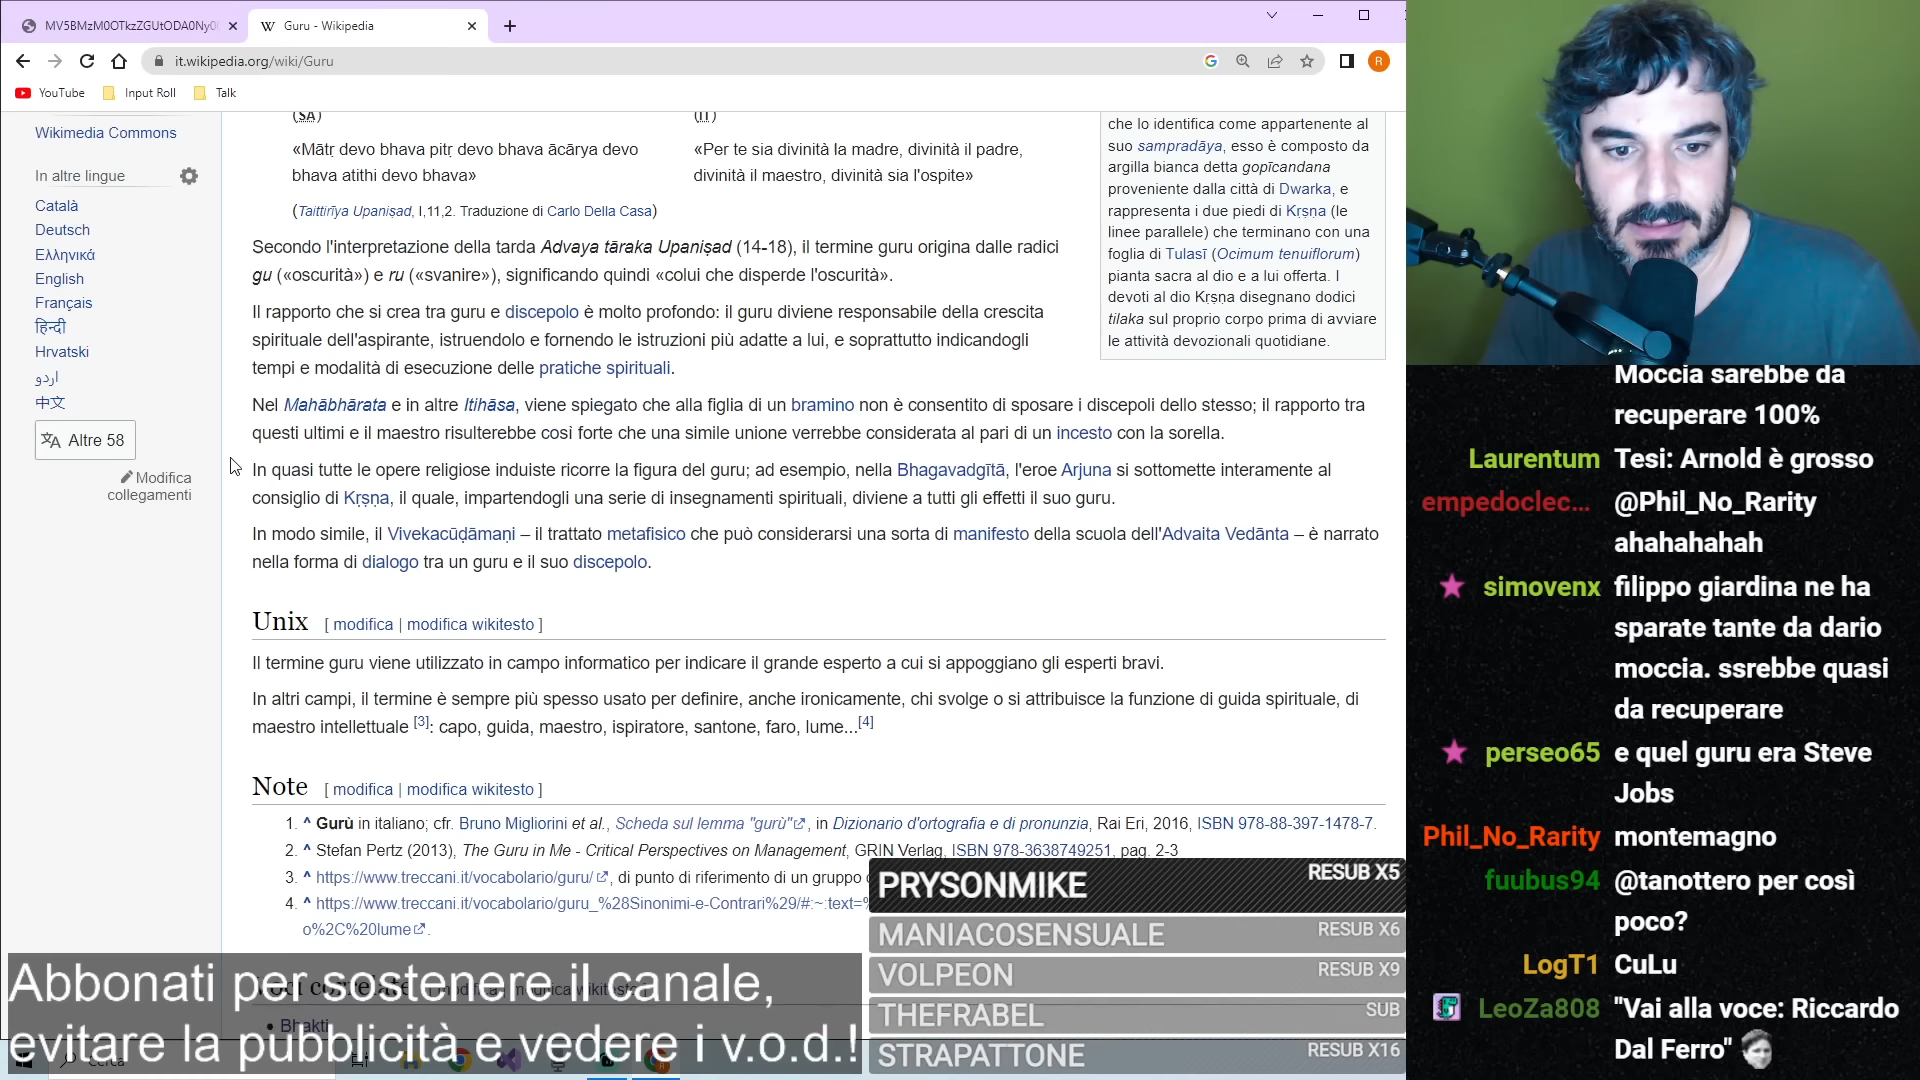 MV5BMzM0OTkzZGUtODA0Ny0
Guru - Wikipedia
it.wikipedia.org/wiki/Guru
R
YouTube
Input Roll
Talk
Wikimedia Commons
In altre lingue
Català
Deutsch
Ελληνικά
English
Français
हिन्दी
Hrvatski
اردو
中文
Altre 58
Modifica
collegamenti
(SA)
(IT)
«Mātṛ devo bhava pitṛ devo bhava ācārya devo
bhava atithi devo bhava»
«Per te sia divinità la madre, divinità il padre,
divinità il maestro, divinità sia l'ospite»
(Taittirīya Upaniṣad, I,11,2. Traduzione di Carlo Della Casa)
Secondo l'interpretazione della tarda Advaya tāraka Upaniṣad (14-18), il termine guru origina dalle radici
gu («oscurità») e ru («svanire»), significando quindi «colui che disperde l'oscurità».
Il rapporto che si crea tra guru e discepolo è molto profondo: il guru diviene responsabile della crescita
spirituale dell'aspirante, istruendolo e fornendo le istruzioni più adatte a lui, e soprattutto indicandogli
tempi e modalità di esecuzione delle pratiche spirituali.
che lo identifica come appartenente al
suo sampradāya, esso è composto da
argilla bianca detta gopīcandana
proveniente dalla città di Dwarka, e
rappresenta i due piedi di Kṛṣṇa (le
linee parallele) che terminano con una
foglia di Tulasī (Ocimum tenuiflorum)
pianta sacra al dio e a lui offerta. I
devoti al dio Kṛṣṇa disegnano dodici
tilaka sul proprio corpo prima di avviare
le attività devozionali quotidiane.
Nel Mahābhārata e in altre Itihāsa, viene spiegato che alla figlia di un bramino non è consentito di sposare i discepoli dello stesso; il rapporto tra
questi ultimi e il maestro risulterebbe così forte che una simile unione verrebbe considerata al pari di un incesto con la sorella.
In quasi tutte le opere religiose induiste ricorre la figura del guru; ad esempio, nella Bhagavadgītā, l'eroe Arjuna si sottomette interamente al
consiglio di Kṛṣṇa, il quale, impartendogli una serie di insegnamenti spirituali, diviene a tutti gli effetti il suo guru.
In modo simile, il Vivekacūḍāmaṇi – il trattato metafisico che può considerarsi una sorta di manifesto della scuola dell'Advaita Vedānta – è narrato
nella forma di dialogo tra un guru e il suo discepolo.
Unix [ modifica | modifica wikitesto ]
Il termine guru viene utilizzato in campo informatico per indicare il grande esperto a cui si appoggiano gli esperti bravi.
In altri campi, il termine è sempre più spesso usato per definire, anche ironicamente, chi svolge o si attribuisce la funzione di guida spirituale, di
maestro intellettuale [3]: capo, guida, maestro, ispiratore, santone, faro, lume...[4]
Note [ modifica | modifica wikitesto ]
1. ^ Gurù in italiano; cfr. Bruno Migliorini et al., Scheda sul lemma "gurù", in Dizionario d'ortografia e di pronunzia, Rai Eri, 2016, ISBN 978-88-397-1478-7.
2. ^ Stefan Pertz (2013), The Guru in Me - Critical Perspectives on Management, GRIN Verlag, ISBN 978-3638749251, pag. 2-3
3. ^ https://www.treccani.it/vocabolario/guru/, di punto di riferimento di un gruppo
4. ^ https://www.treccani.it/vocabolario/guru_%28Sinonimi-e-Contrari%29/#:~:text=%
o%2C%20lume.
Bhakti
Cerca
Abbonati per sostenere il canale,
evitare la pubblicità e vedere i v.o.d.!
PRYSONMIKE RESUB X5
MANIACOSENSUALE RESUB X6
VOLPEON RESUB X9
THEFRABEL SUB
STRAPATTONE RESUB X16
Moccia sarebbe da
recuperare 100%
Laurentum Tesi: Arnold è grosso
empedoclec... @Phil_No_Rarity
ahahahahah
simovenx filippo giardina ne ha
sparate tante da dario
moccia. ssrebbe quasi
da recuperare
perseo65 e quel guru era Steve
Jobs
Phil_No_Rarity montemagno
fuubus94 @tanottero per così
poco?
LogT1 CuLu
LeoZa808 "Vai alla voce: Riccardo
Dal Ferro"